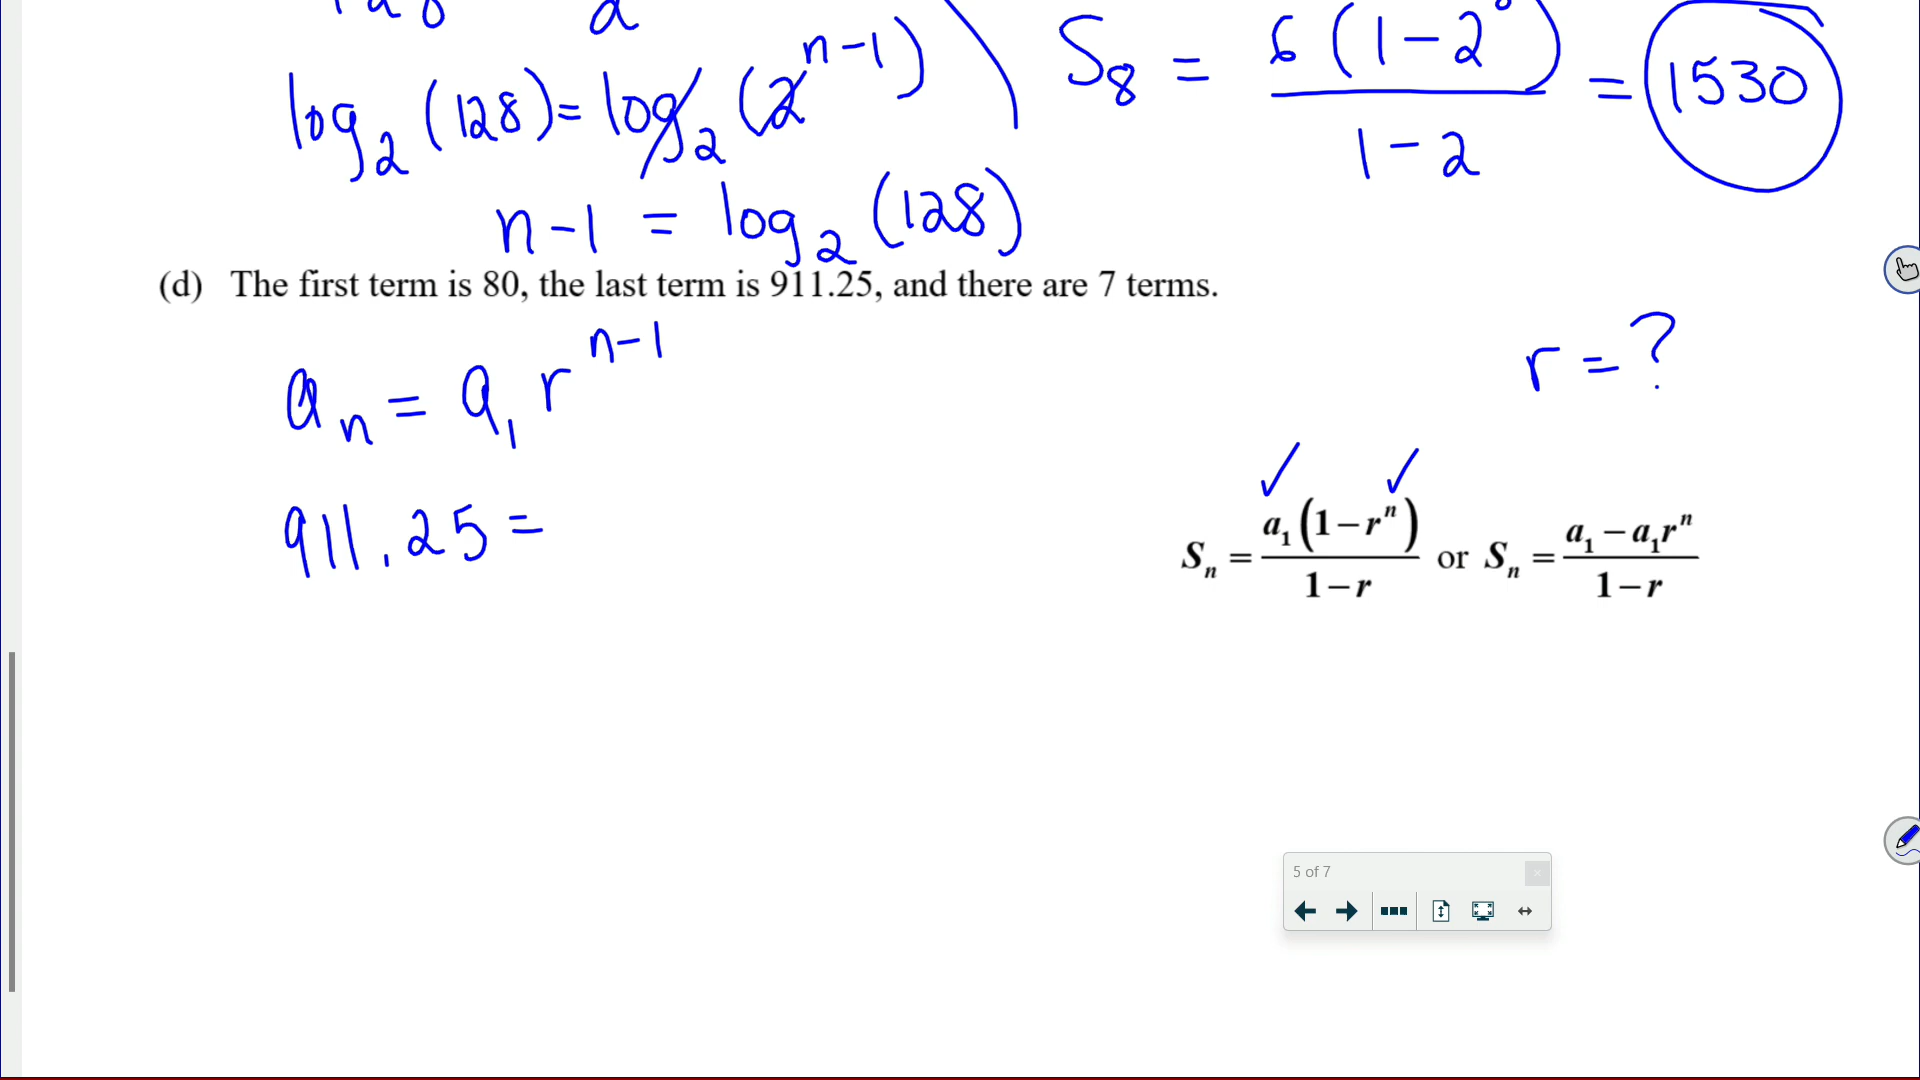 log₂(128) = log₂(2ⁿ⁻¹)
S₈ = 6(1-2⁸) / 1-2 = 1530
n-1 = log₂(128)
(d) The first term is 80, the last term is 911.25, and there are 7 terms.
aₙ = a₁rⁿ⁻¹
r = ?
911.25 =
✓ ✓
Sₙ = a₁(1-rⁿ) / 1-r or Sₙ = a₁-a₁rⁿ / 1-r
5 of 7